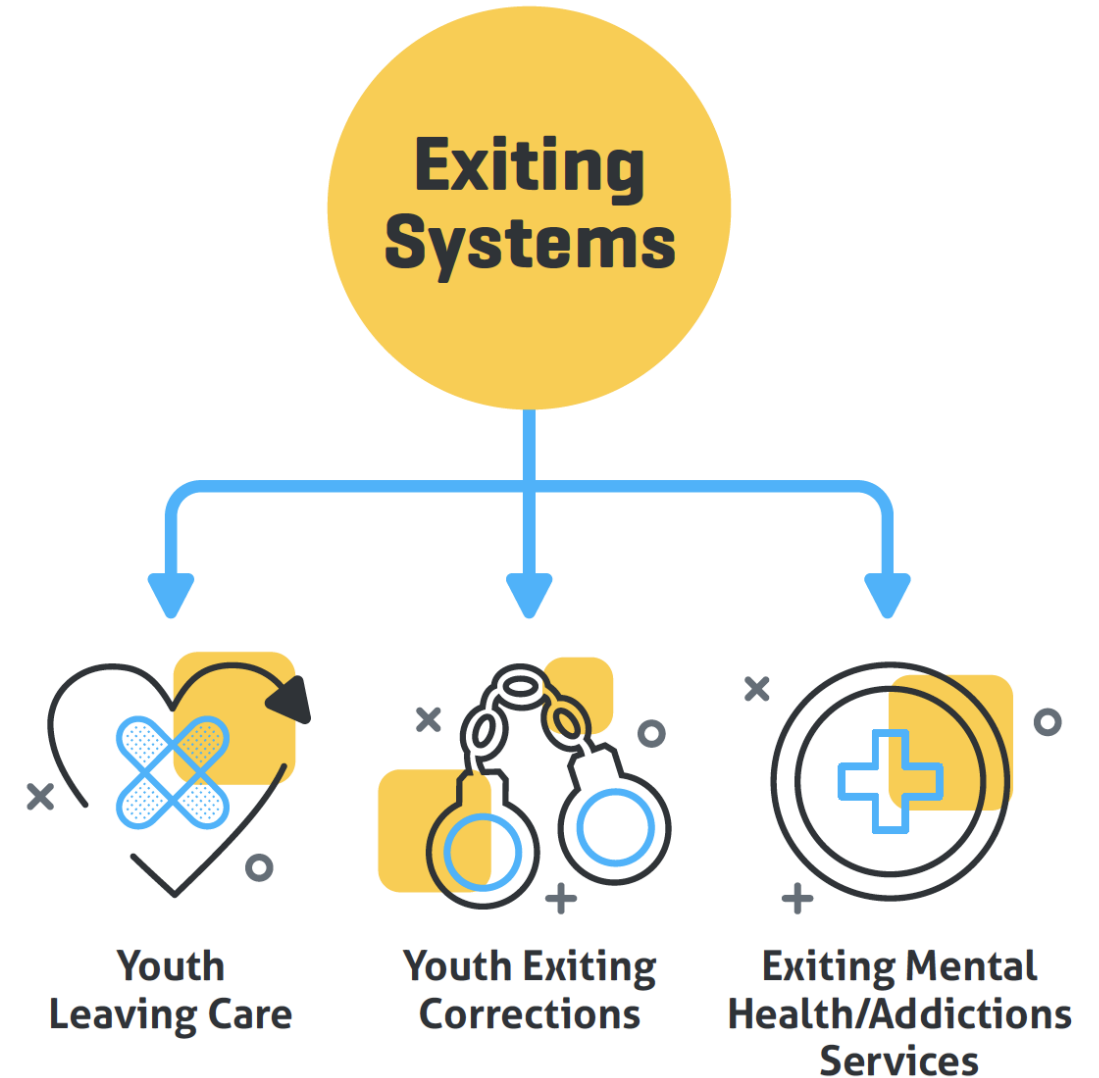 Exiting
Systems
Youth
Leaving Care
Youth Exiting
Corrections
Exiting Mental
Health/Addictions
Services